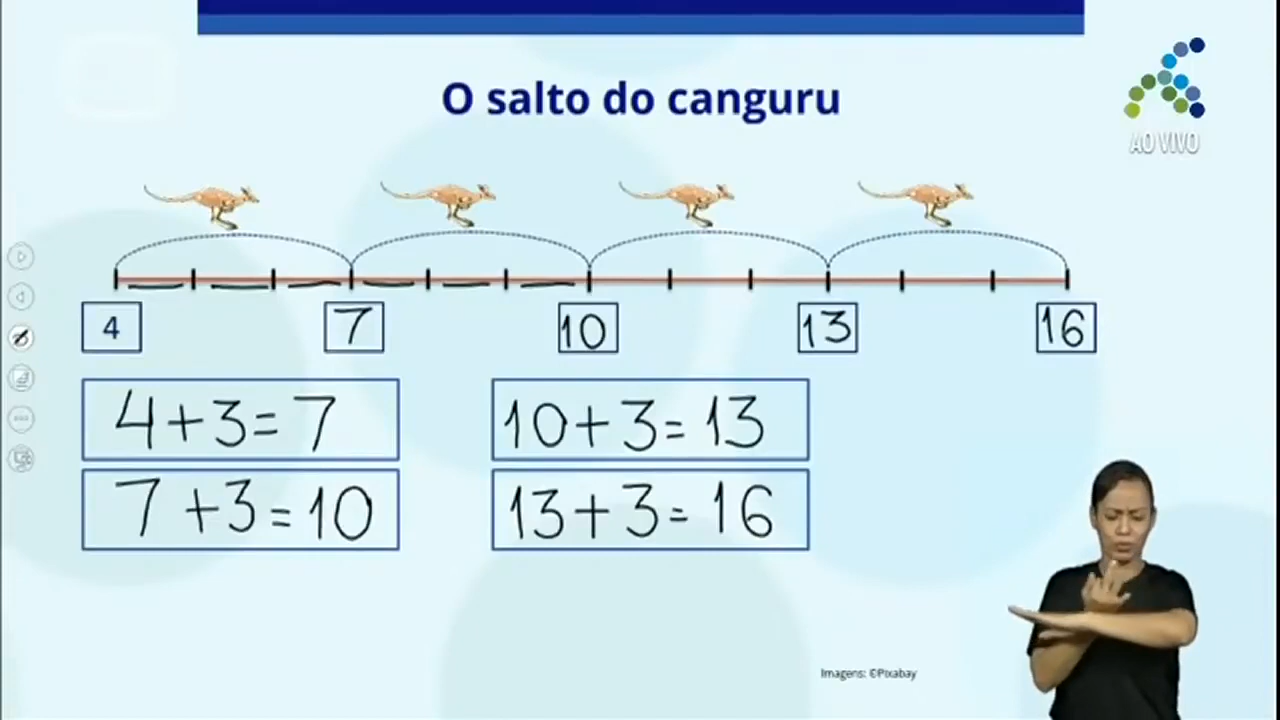 O salto do canguru
AO VIVO
4 7 10 13 16
4+3=7
10+3=13
7+3=10
13+3=16
Imagens: ©Pixabay